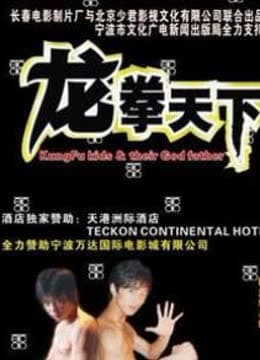 长春电影制片厂与北京少君影视文化有限公司联合出品
宁波市文化广电新闻出版局全力支持
龙拳天下
KungFu kids & their God father
酒店独家赞助：天港洲际酒店
TECKON CONTINENTAL HOT
全力赞助宁波万达国际电影城有限公司